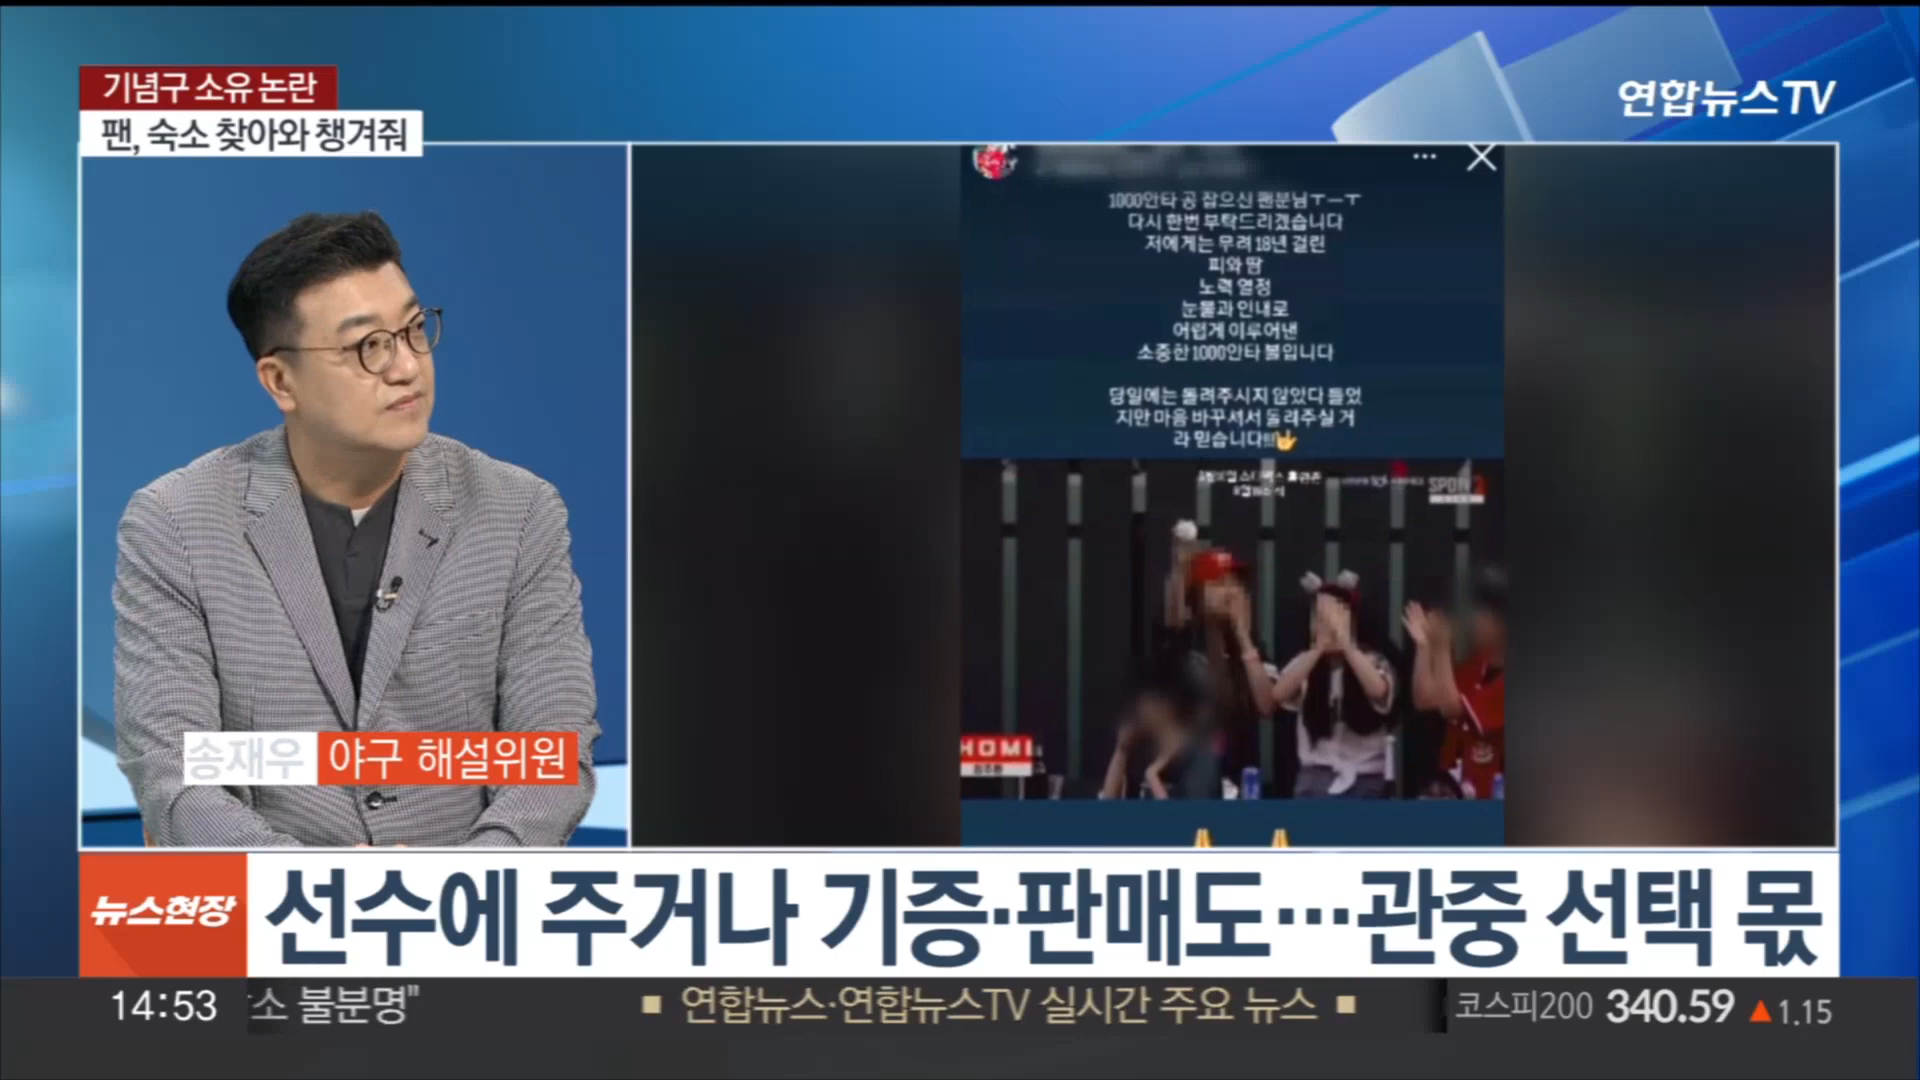 기념구 소유 논란
연합뉴스TV
팬, 숙소 찾아와 챙겨줘
1000안타 공 잡으신 팬분님ㅜㅡㅜ
다시 한번 부탁드리겠습니다
저에게는 무려 18년 걸린
피와 땀
노력 열정
눈물과 인내로
어렵게 이루어낸
소중한 1000안타 볼입니다
당일에는 돌려주시지 않았다 들었
지만 마음 바꾸셔서 돌려주실 거
라 믿습니다!!!
SPOTV2
HOME
송재우 야구 해설위원
뉴스현장
선수에 주거나 기증·판매도…관중 선택 몫
14:53 소 불분명" ■ 연합뉴스·연합뉴스TV 실시간 주요 뉴스 ■ 코스피200 340.59 ▲1.15